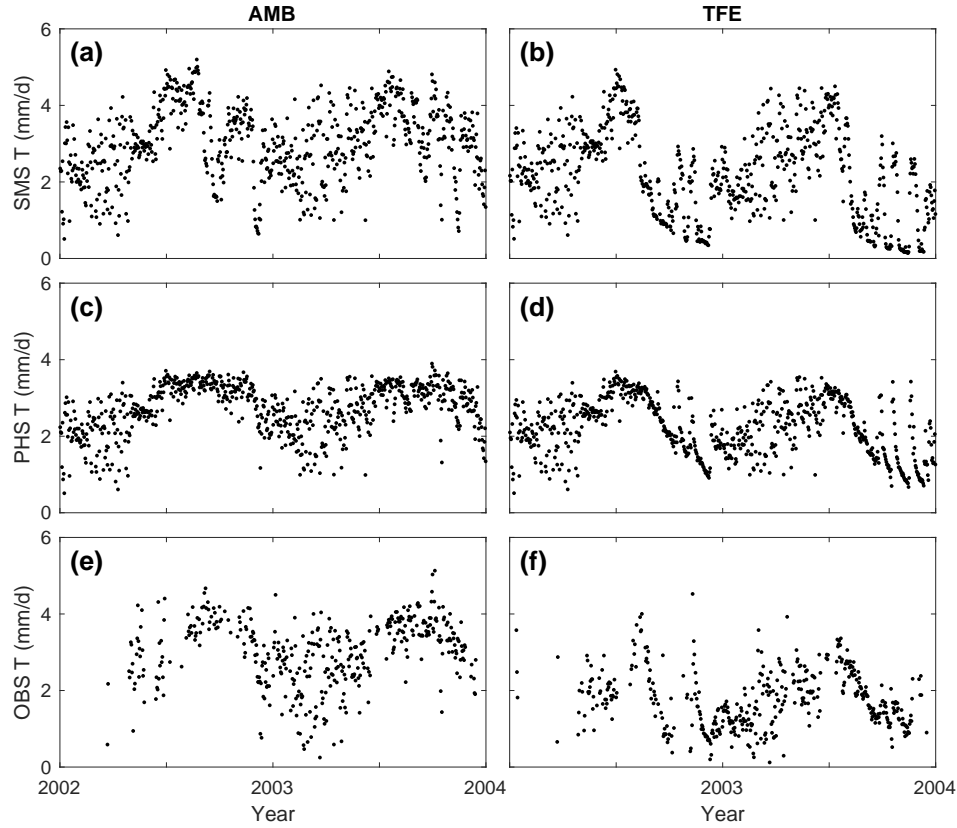 AMB TFE
(a) (b)
SMS T (mm/d)
6
4
2
0
(c) (d)
PHS T (mm/d)
6
4
2
0
(e) (f)
OBS T (mm/d)
6
4
2
0
2002 2003 2004 2003 2004
Year Year